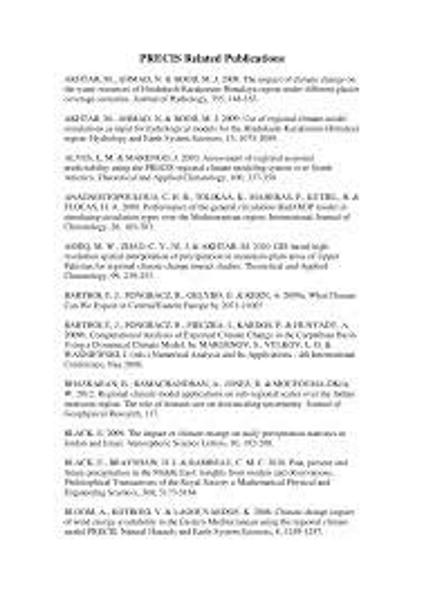 PRECIS Related Publications
AKHTAR, M., AHMAD, N. & BOOIJ, M. J. 2008. The impact of climate change on
the water resources of Hindukush-Karakorum-Himalaya region under different glacier
coverage scenarios. Journal of Hydrology, 355, 148-163.
AKHTAR, M., AHMAD, N. & BOOIJ, M. J. 2009. Use of regional climate model
simulations as input for hydrological models for the Hindukush-Karakorum-Himalaya
region. Hydrology and Earth System Sciences, 13, 1075-1089.
ALVES, L. M. & MARENGO, J. 2010. Assessment of regional seasonal
predictability using the PRECIS regional climate modeling system over South
America. Theoretical and Applied Climatology, 100, 337-350.
ANAGNOSTOPOULOU, C. H. R., TOLIKA, K., MAHERAS, P., KUTIEL, H. &
FLOCAS, H. A. 2008. Performance of the general circulation HadAM3P model in
simulating circulation types over the Mediterranean region. International Journal of
Climatology, 28, 185-203.
ASHIQ, M. W., ZHAO, C. Y., NI, J. & AKHTAR, M. 2010. GIS-based high-
resolution spatial interpolation of precipitation in mountain-plain areas of Upper
Pakistan for regional climate change impact studies. Theoretical and Applied
Climatology, 99, 239-253.
BARTHOLY, J., PONGRACZ, R., GELYBO, G. & KERN, A. 2009a. What Climate
Can We Expect in Central/Eastern Europe by 2071-2100?
BARTHOLY, J., PONGRACZ, R., PIECZKA, I., KARDOS, P. & HUNYADY, A.
2009b. Computational Analysis of Expected Climate Change in the Carpathian Basin
Using a Dynamical Climate Model. In: MARGENOV, S., VULKOV, L. G. &
WASNIEWSKI, J. (eds.) Numerical Analysis and Its Applications - 4th International
Conference,
BHASKARAN, B., RAMACHANDRAN, A., JONES, R. & MOUFOUMA-OKIA,
W. 2012. Regional climate model applications on sub-regional scales over the Indian
monsoon region: The role of domain size on downscaling uncertainty. Journal of
Geophysical Research, 117.
BLACK, E. 2009. The impact of climate change on daily precipitation statistics in
Jordan and Israel. Atmospheric Science Letters, 10, 192-200.
BLACK, E., BRAYSHAW, D. J. & RAMBEAU, C. M. C. 2010. Past, present and
future precipitation in the Middle East: insights from models and observations.
Philosophical Transactions of the Royal Society a-Mathematical Physical and
Engineering Sciences, 368, 5173-5184.
BLOOM, A., KOTRONI, V. & LAGOUVARDOS, K. 2008. Climate change impact
of wind energy availability in the Eastern Mediterranean using the regional climate
model PRECIS. Natural Hazards and Earth System Sciences, 8, 1249-1257.